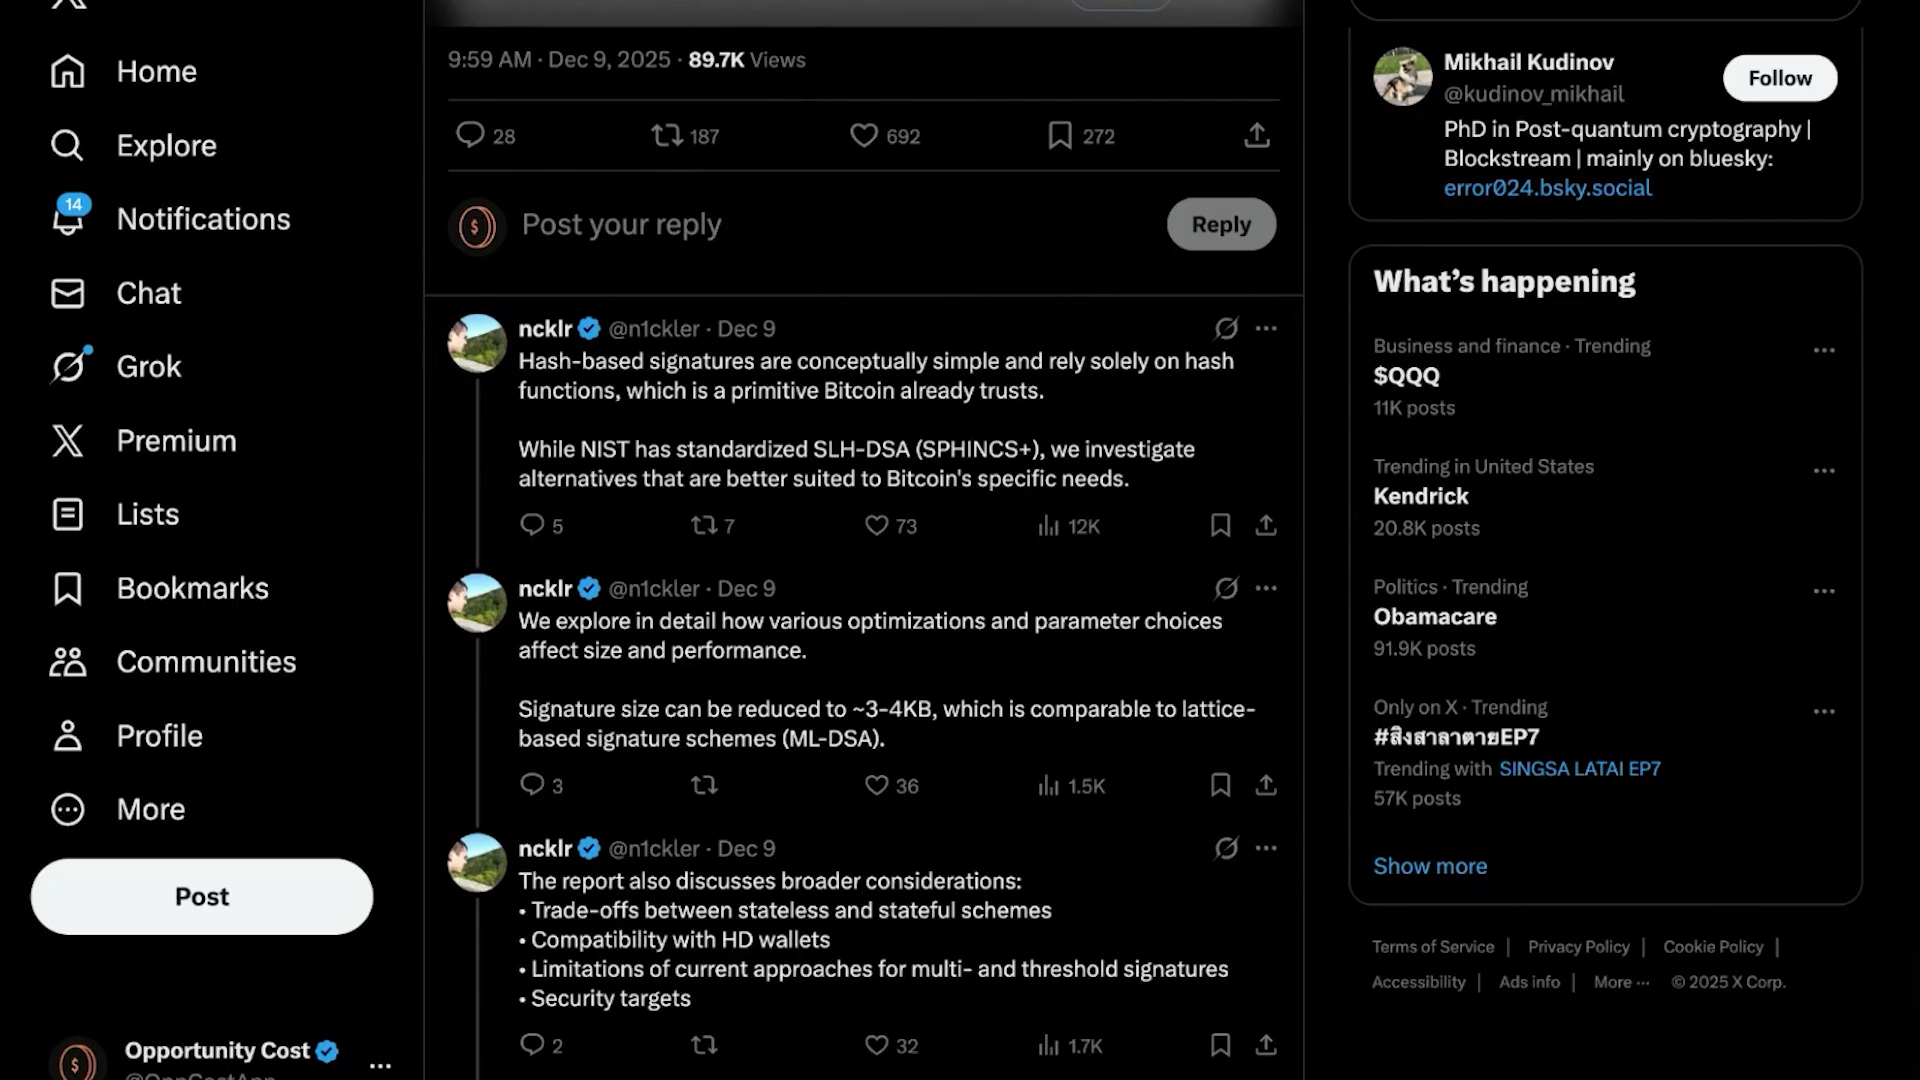 Home
Explore
14
Notifications
Chat
Grok
Premium
Lists
Bookmarks
Communities
Profile
More
Post
Opportunity Cost
@OppCostApp
9:59 AM · Dec 9, 2025 · 89.7K Views
28 187 692 272
Post your reply
Reply
ncklr @n1ckler · Dec 9
Hash-based signatures are conceptually simple and rely solely on hash
functions, which is a primitive Bitcoin already trusts.
While NIST has standardized SLH-DSA (SPHINCS+), we investigate
alternatives that are better suited to Bitcoin's specific needs.
5 7 73 12K
ncklr @n1ckler · Dec 9
We explore in detail how various optimizations and parameter choices
affect size and performance.
Signature size can be reduced to ~3-4KB, which is comparable to lattice-
based signature schemes (ML-DSA).
3 36 1.5K
ncklr @n1ckler · Dec 9
The report also discusses broader considerations:
• Trade-offs between stateless and stateful schemes
• Compatibility with HD wallets
• Limitations of current approaches for multi- and threshold signatures
• Security targets
2 32 1.7K
Mikhail Kudinov
@kudinov_mikhail
Follow
PhD in Post-quantum cryptography |
Blockstream | mainly on bluesky:
error024.bsky.social
What's happening
Business and finance · Trending
$QQQ
11K posts
Trending in United States
Kendrick
20.8K posts
Politics · Trending
Obamacare
91.9K posts
Only on X · Trending
#สิงสาลาตายEP7
Trending with SINGSA LATAI EP7
57K posts
Show more
Terms of Service | Privacy Policy | Cookie Policy |
Accessibility | Ads info | More ··· © 2025 X Corp.